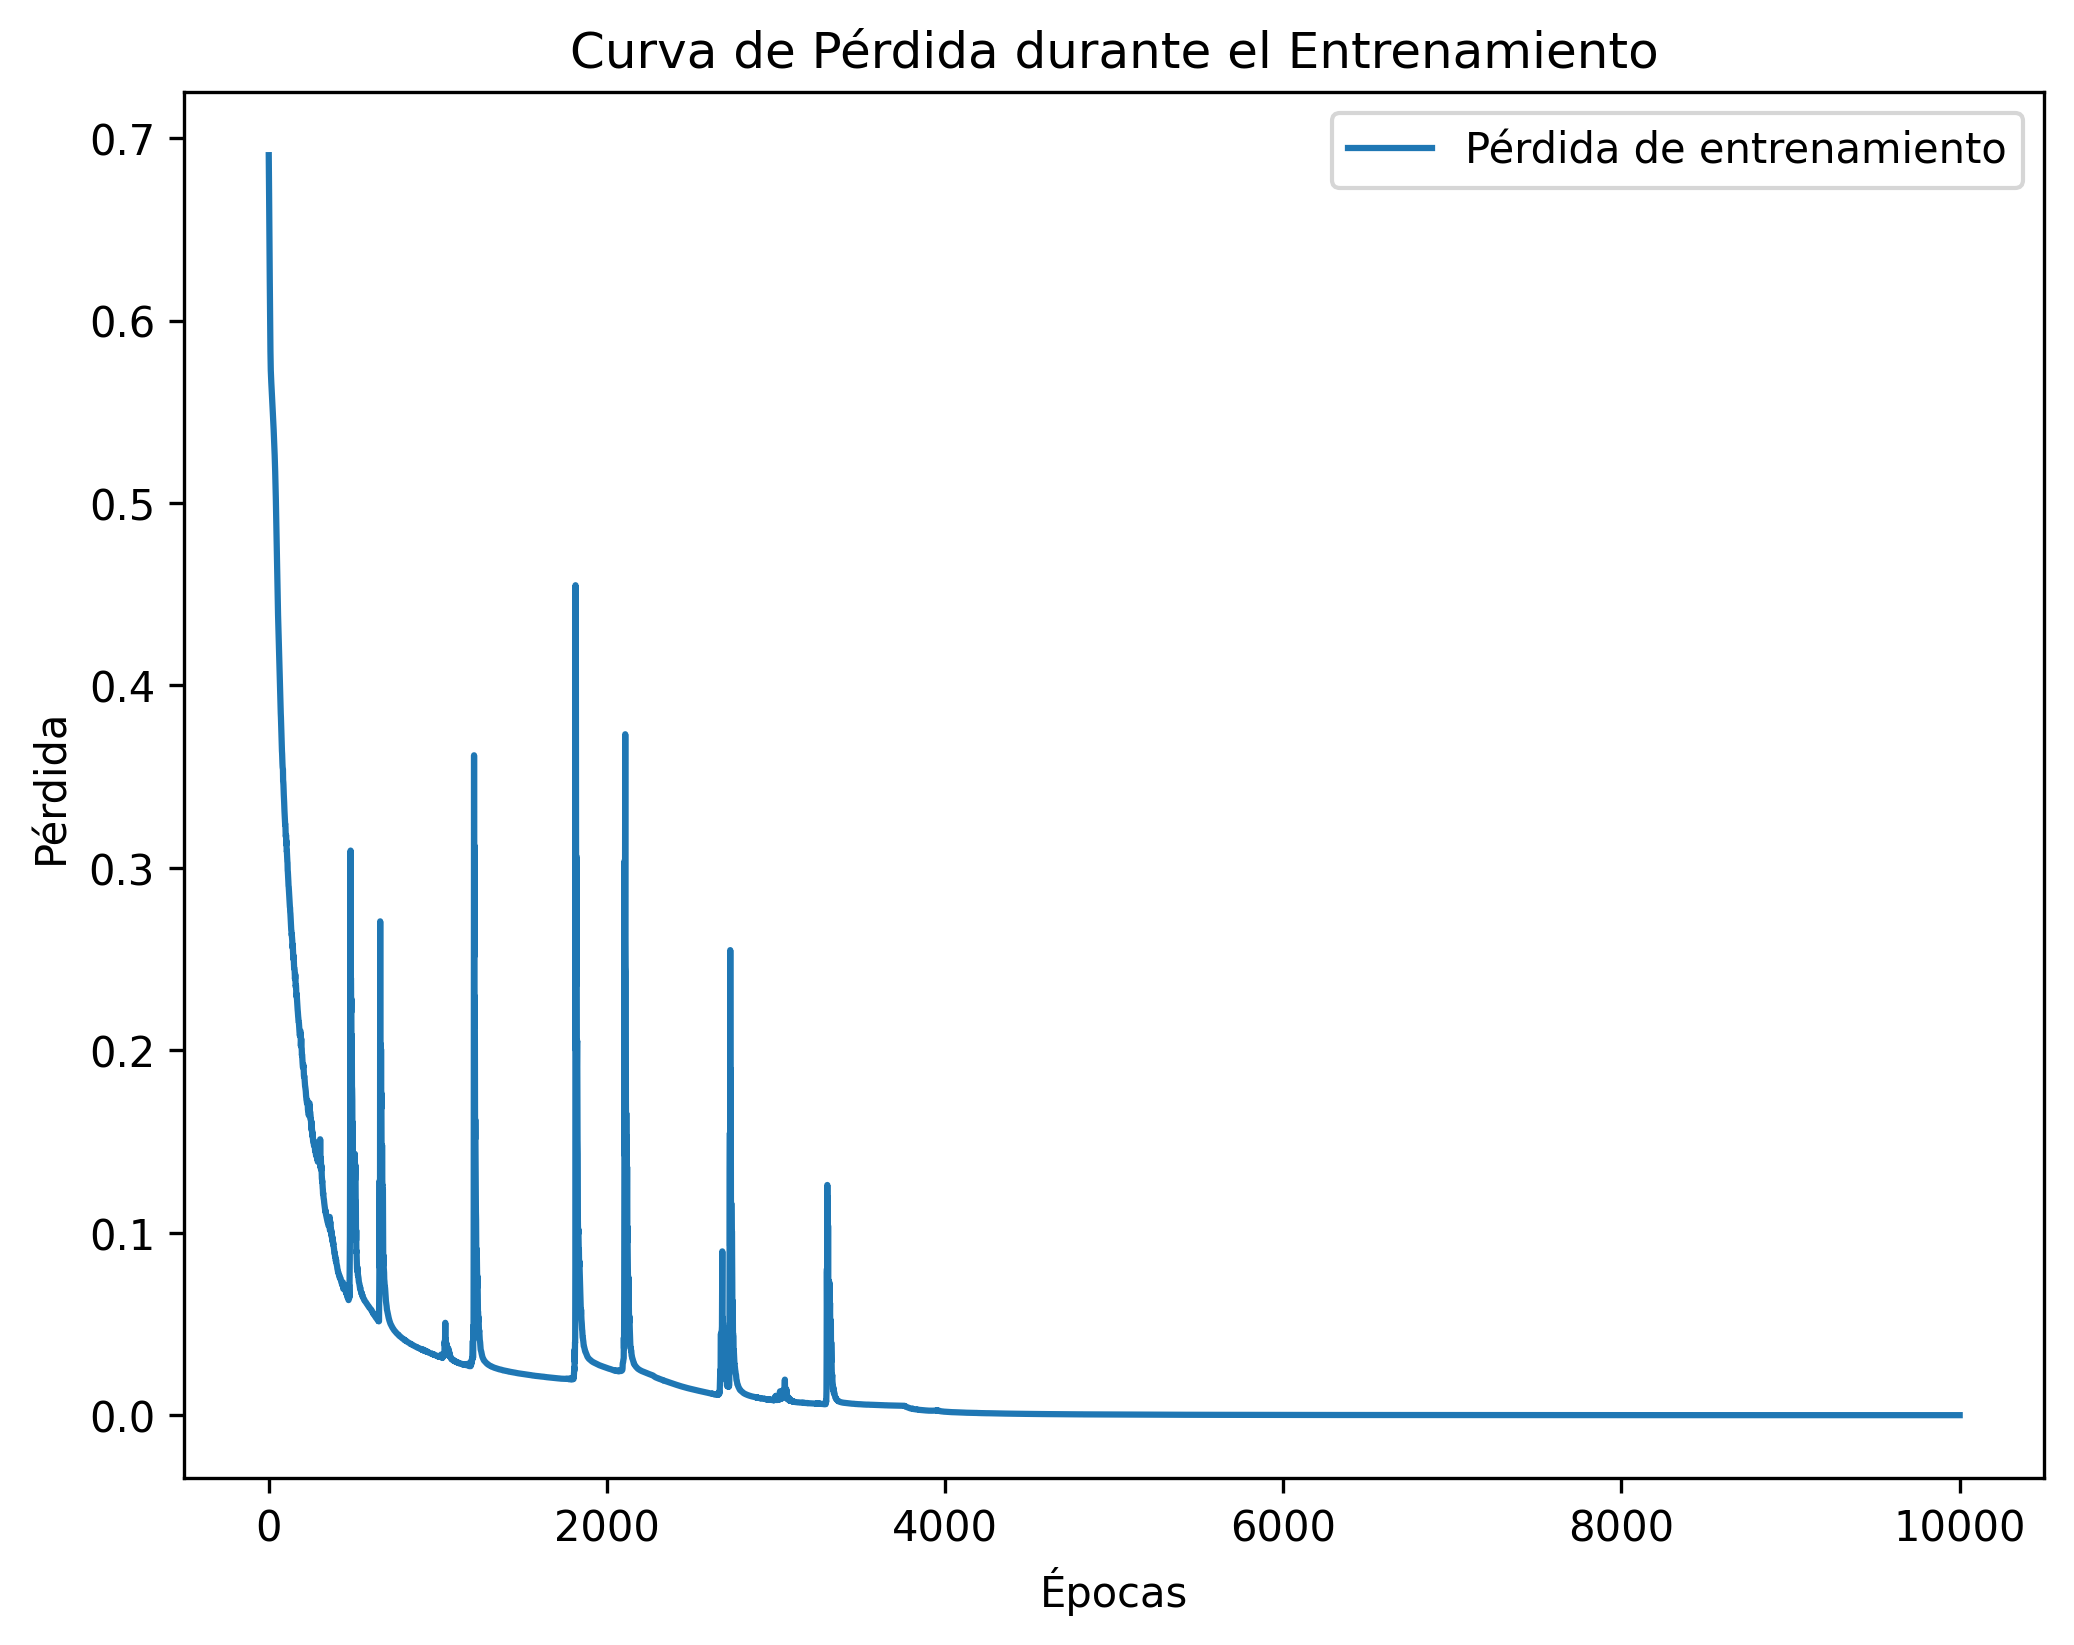 Curva de Pérdida durante el Entrenamiento
Pérdida de entrenamiento
0.7
0.6
0.5
0.4
0.3
0.2
0.1
0.0
Pérdida
0 2000 4000 6000 8000 10000
Épocas